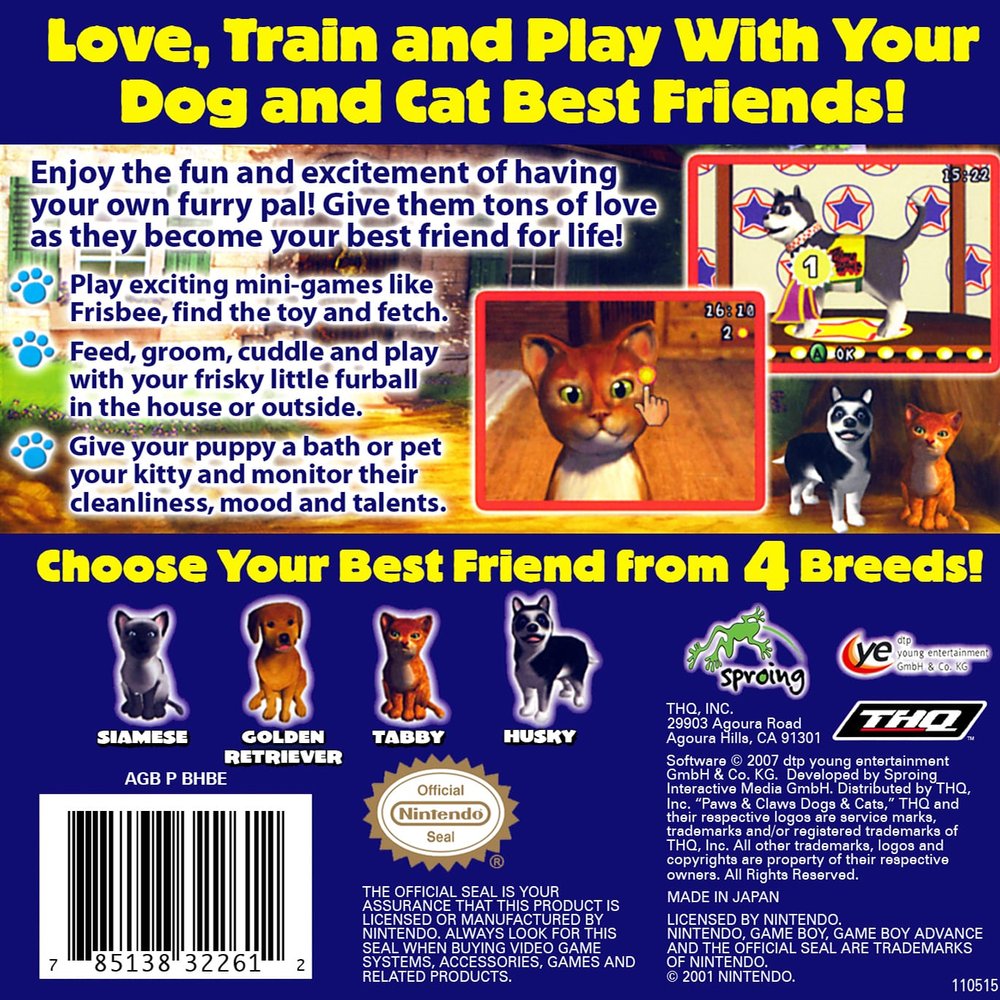 Love, Train and Play With Your
Dog and Cat Best Friends!
Enjoy the fun and excitement of having
your own furry pal! Give them tons of love
as they become your best friend for life!
Play exciting mini-games like
Frisbee, find the toy and fetch.
Feed, groom, cuddle and play
with your frisky little furball
in the house or outside.
Give your puppy a bath or pet
your kitty and monitor their
cleanliness, mood and talents.
15:22
1
A OK
16:10
2
Choose Your Best Friend from 4 Breeds!
SIAMESE
GOLDEN
RETRIEVER
TABBY
HUSKY
AGB P BHBE
7 85138 32261 2
Official
Nintendo
Seal
®
THE OFFICIAL SEAL IS YOUR
ASSURANCE THAT THIS PRODUCT IS
LICENSED OR MANUFACTURED BY
NINTENDO. ALWAYS LOOK FOR THIS
SEAL WHEN BUYING VIDEO GAME
SYSTEMS, ACCESSORIES, GAMES AND
RELATED PRODUCTS.
sproing
ye
dtp
young entertainment
GmbH & Co. KG
THQ, INC.
29903 Agoura Road
Agoura Hills, CA 91301
THQ™
Software © 2007 dtp young entertainment
GmbH & Co. KG. Developed by Sproing
Interactive Media GmbH. Distributed by THQ,
Inc. “Paws & Claws Dogs & Cats,” THQ and
their respective logos are service marks,
trademarks and/or registered trademarks of
THQ, Inc. All other trademarks, logos and
copyrights are property of their respective
owners. All Rights Reserved.
MADE IN JAPAN
LICENSED BY NINTENDO.
NINTENDO, GAME BOY, GAME BOY ADVANCE
AND THE OFFICIAL SEAL ARE TRADEMARKS
OF NINTENDO.
© 2001 NINTENDO.
110515